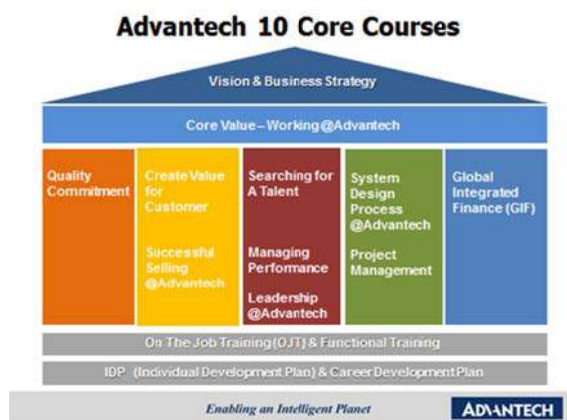 Advantech 10 Core Courses
Vision & Business Strategy
Core Value – Working @Advantech
Quality
Commitment
Create Value
for
Customer
Successful
Selling
@Advantech
Searching for
A Talent
Managing
Performance
Leadership
@Advantech
System
Design
Process
@Advantech
Project
Management
Global
Integrated
Finance (GIF)
On The Job Training (OJT) & Functional Training
IDP (Individual Development Plan) & Career Development Plan
Enabling an Intelligent Planet
ADVANTECH